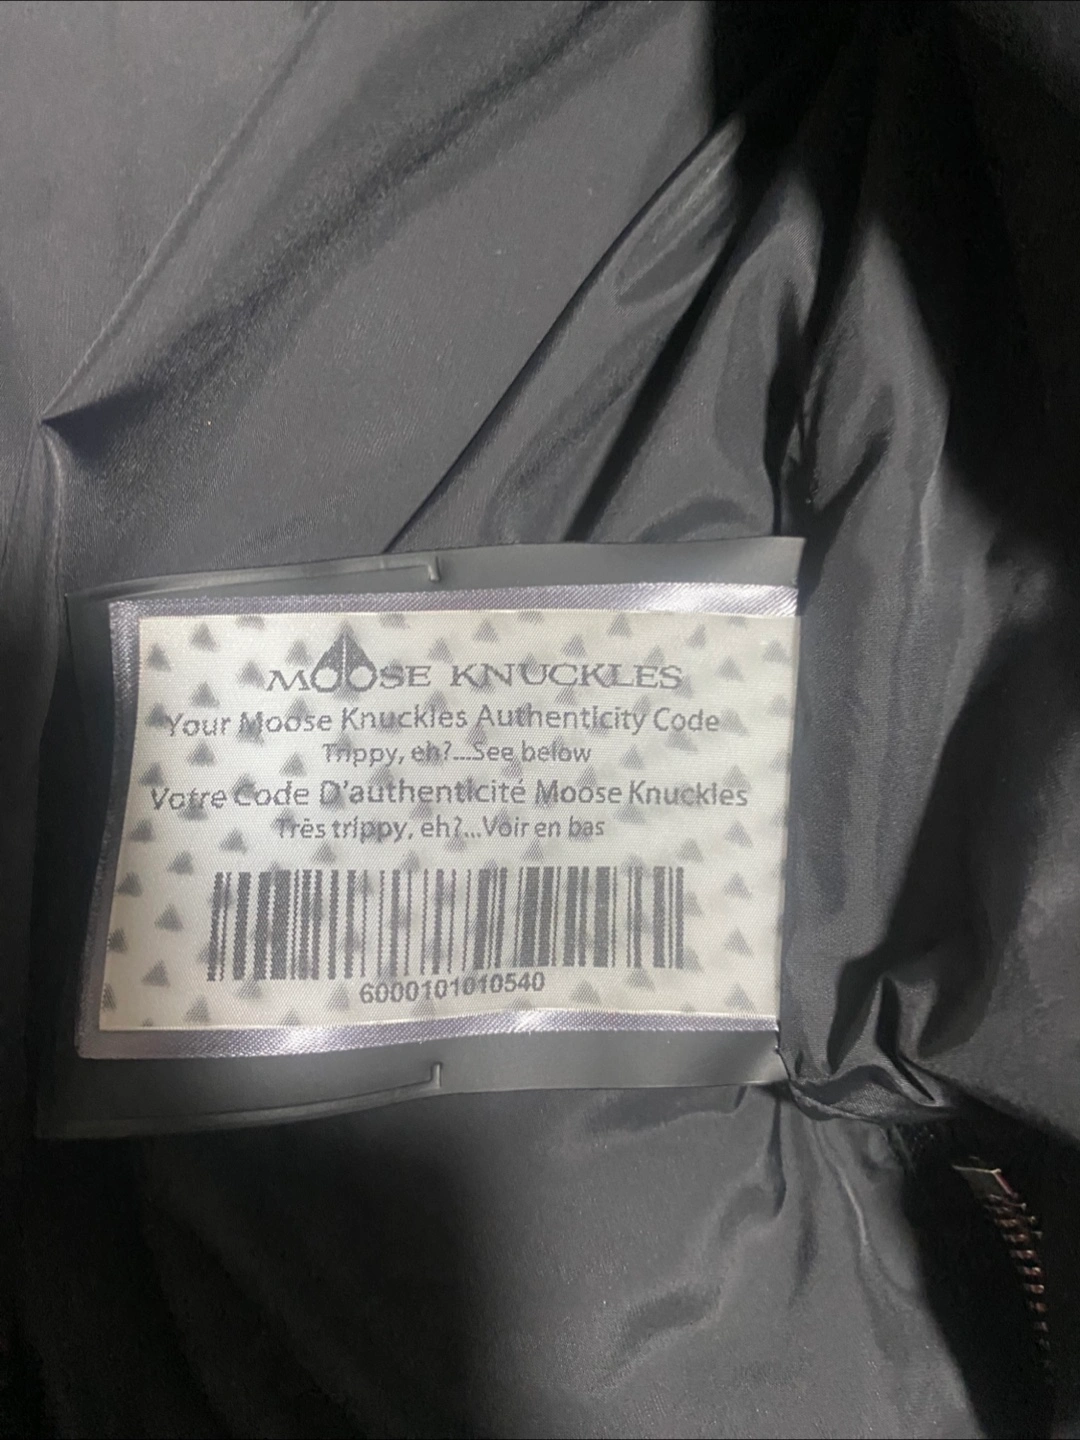 MOOSE KNUCKLES
Your Moose Knuckles Authenticity Code
Trippy, eh?...See below
Votre Code D'authenticité Moose Knuckles
Três trippy, eh?...Voir en bas
6000101010540